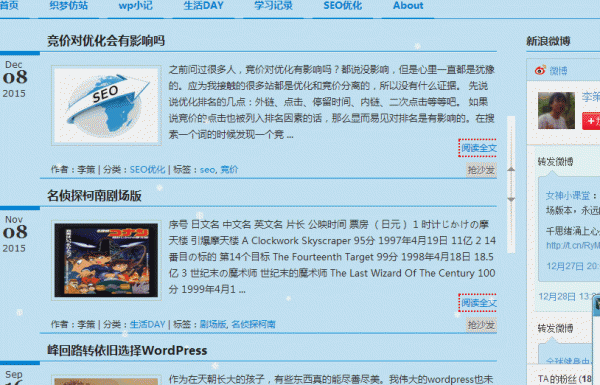 首页 织梦仿站 wp小记 生活DAY 学习记录 SEO优化 About
Dec
08
2015
竞价对优化会有影响吗
SEO
之前问过很多人，竞价对优化有影响吗？都说没影响，但是心里一直都是犹豫
的。应为我接触的很多站都是优化和竞价分离的，所以没有什么证据。 先说
说优化排名的几点：外链、点击、停留时间、内链、二次点击等等吧。 如果
说竞价的点击也被列入排名因素的话，那么显而易见对排名是有影响的。在搜
索一个词的时候发现一个竞 ...
阅读全文
作者：李策 | 分类：SEO优化 | 标签：seo, 竞价
抢沙发
Nov
08
2015
名侦探柯南剧场版
序号 日文名 中文名 英文名 片长 公映时间 票房 （日元） 1 时计じかけの摩
天楼 引爆摩天楼 A Clockwork Skyscraper 95分 1997年4月19日 11亿 2 14
番目の标的 第14个目标 The Fourteenth Target 99分 1998年4月18日 18.5
亿 3 世纪末の魔术师 世纪末的魔术师 The Last Wizard Of The Century 100
分 1999年4月1 ...
阅读全文
作者：李策 | 分类：生活DAY | 标签：剧场版, 名侦探柯南
抢沙发
Sep
峰回路转依旧选择WordPress
作为在天朝长大的孩子，有些东西真的能尽善尽美。我伟大的wordpress也未
新浪微博
微博
李策
转发微博
女神小课堂：
场版本，永远
千思绪涌上心
http://t.cn/RyM
12月27日 20:
12月28日 13:2
转发微博
全球健身中心
TA的粉丝(18